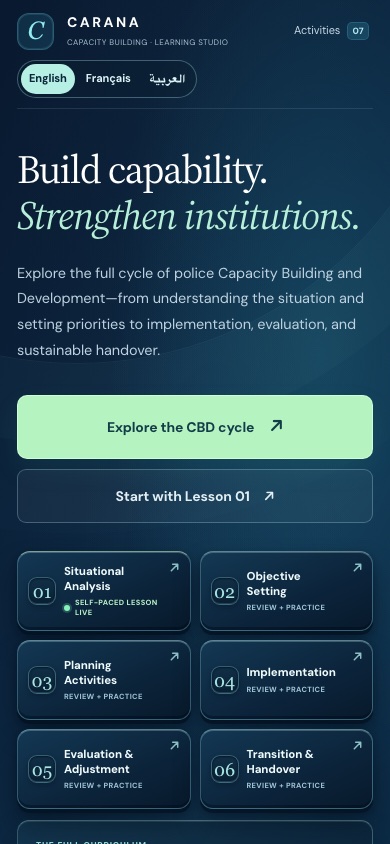 C
CARANA
CAPACITY BUILDING · LEARNING STUDIO
Activities 07
English Français العربية
Build capability.
Strengthen institutions.
Explore the full cycle of police Capacity Building and
Development—from understanding the situation and
setting priorities to implementation, evaluation, and
sustainable handover.
Explore the CBD cycle ↗
Start with Lesson 01 ↗
01
Situational
Analysis
SELF-PACED LESSON
LIVE
02
Objective
Setting
REVIEW + PRACTICE
03
Planning
Activities
REVIEW + PRACTICE
04
Implementation
REVIEW + PRACTICE
05
Evaluation &
Adjustment
REVIEW + PRACTICE
06
Transition &
Handover
REVIEW + PRACTICE
THE FULL CURRICULUM